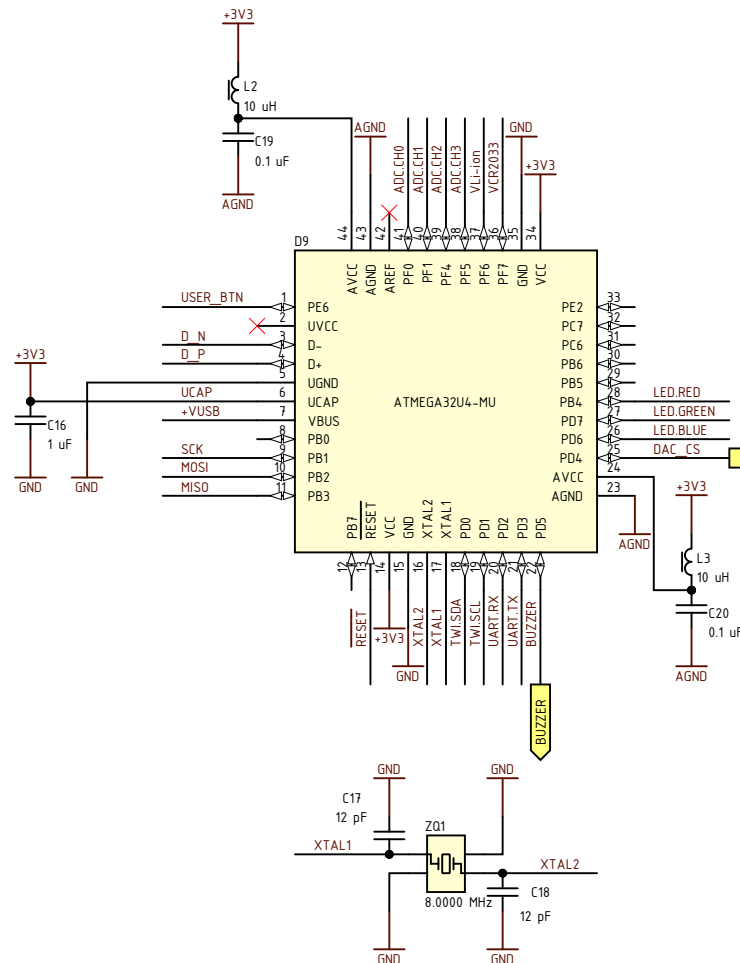 +3V3
L2
10 uH
C19
0.1 uF
AGND
AGND
ADC.CH0
ADC.CH1
ADC.CH2
ADC.CH3
VLi-ion
VCR2033
GND
+3V3
44
43
42
41
40
39
38
37
36
35
34
D9
AVCC
AGND
AREF
PF0
PF1
PF4
PF5
PF6
PF7
GND
VCC
USER_BTN
1
PE6
2
UVCC
D_N
3
D-
D_P
4
D+
5
UGND
UCAP
6
UCAP
+VUSB
7
VBUS
8
PB0
SCK
9
PB1
MOSI
10
PB2
MISO
11
PB3
ATMEGA32U4-MU
PE2
33
PC7
32
PC6
31
PB6
30
PB5
29
PB4
28
LED.RED
PD7
27
LED.GREEN
PD6
26
LED.BLUE
PD4
25
DAC_CS
AVCC
24
AGND
23
+3V3
C16
1 uF
GND
GND
+3V3
L3
10 uH
C20
0.1 uF
AGND
AGND
PB7
RESET
VCC
GND
XTAL2
XTAL1
PD0
PD1
PD2
PD3
PD5
12
13
14
15
16
17
18
19
20
21
22
RESET
+3V3
GND
XTAL2
XTAL1
TWI.SDA
TWI.SCL
UART.RX
UART.TX
BUZZER
BUZZER
GND
GND
C17
12 pF
ZQ1
XTAL1
XTAL2
8.0000 MHz
C18
12 pF
GND
GND